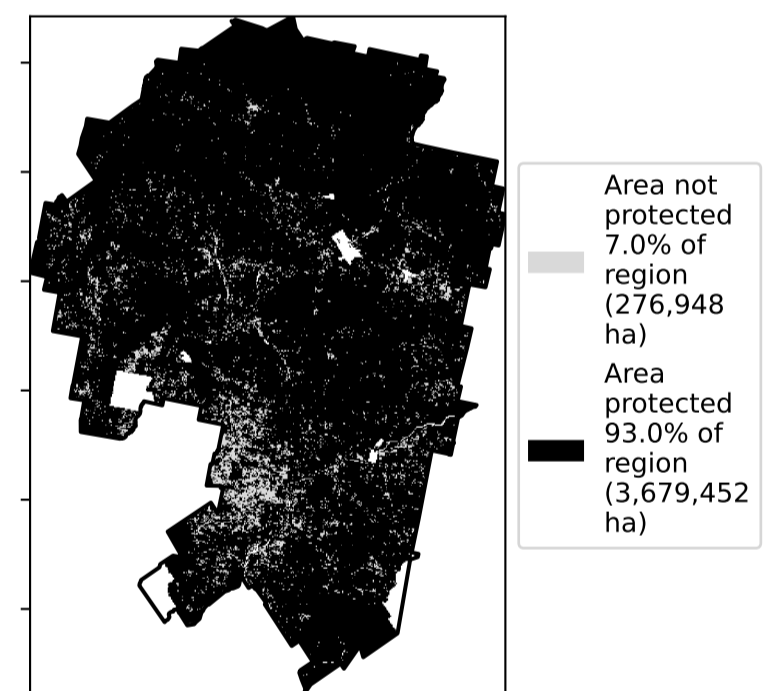 Area not
protected
7.0% of
region
(276,948
ha)
Area
protected
93.0% of
region
(3,679,452
ha)